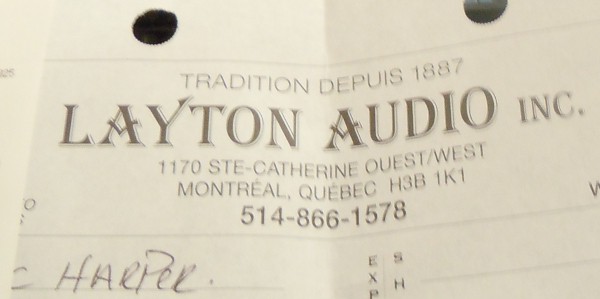 TRADITION DEPUIS 1887
LAYTON AUDIO INC.
1170 STE-CATHERINE OUEST/WEST
MONTRÉAL, QUÉBEC H3B 1K1
514-866-1578
C HARPER.
E S
X H
P